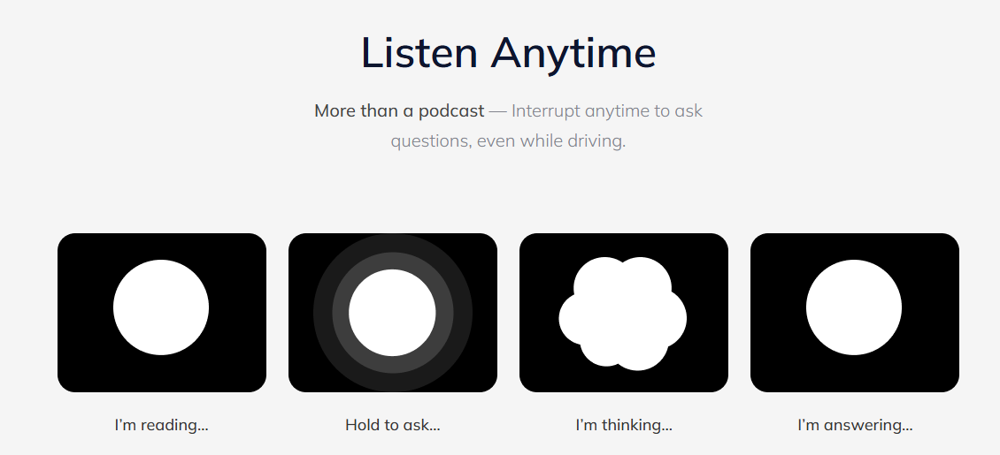 Listen Anytime
More than a podcast — Interrupt anytime to ask
questions, even while driving.
I’m reading...
Hold to ask...
I’m thinking...
I’m answering...